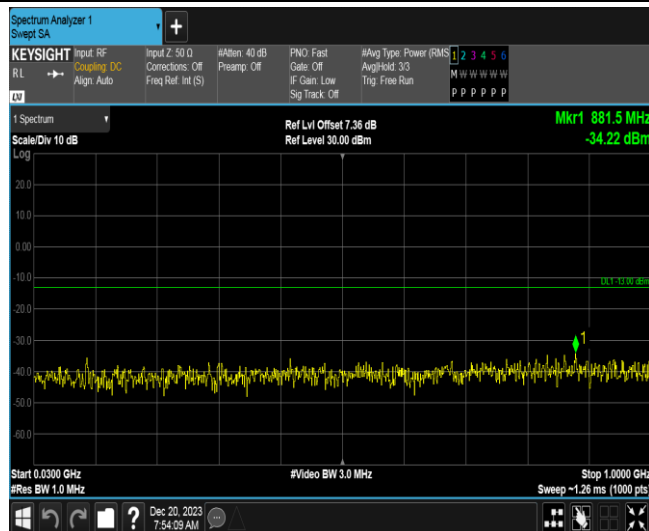 Spectrum Analyzer 1
Swept SA
+
KEYSIGHT
RL
LXI
Input: RF
Coupling: DC
Align: Auto
Input Z: 50 Ω
Corrections: Off
Freq Ref: Int (S)
#Atten: 40 dB
Preamp: Off
PNO: Fast
Gate: Off
IF Gain: Low
Sig Track: Off
#Avg Type: Power (RMS
Avg|Hold: 3/3
Trig: Free Run
1 2 3 4 5 6
M W W W W W
P P P P P P
1 Spectrum
Scale/Div 10 dB
Log
Ref Lvl Offset 7.36 dB
Ref Level 30.00 dBm
Mkr1 881.5 MHz
-34.22 dBm
20.0
10.0
0.00
-10.0
DL1 -13.00 dBm
-20.0
-30.0
1
-40.0
-50.0
-60.0
Start 0.0300 GHz
#Res BW 1.0 MHz
#Video BW 3.0 MHz
Stop 1.0000 GHz
Sweep ~1.26 ms (1000 pts)
?
Dec 20, 2023
7:54:09 AM